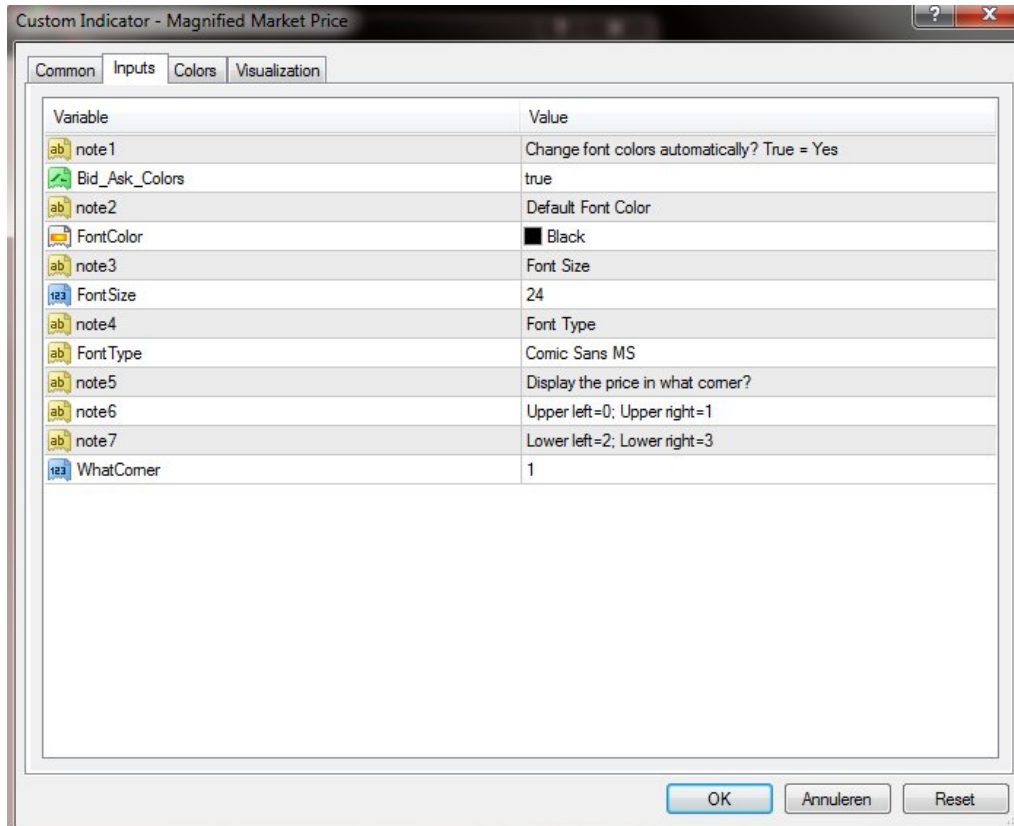 Custom Indicator - Magnified Market Price
Common Inputs Colors Visualization
Variable Value
note1 Change font colors automatically? True = Yes
Bid_Ask_Colors true
note2 Default Font Color
FontColor Black
note3 Font Size
FontSize 24
note4 Font Type
FontType Comic Sans MS
note5 Display the price in what corner?
note6 Upper left=0; Upper right=1
note7 Lower left=2; Lower right=3
WhatCorner 1
OK Annuleren Reset